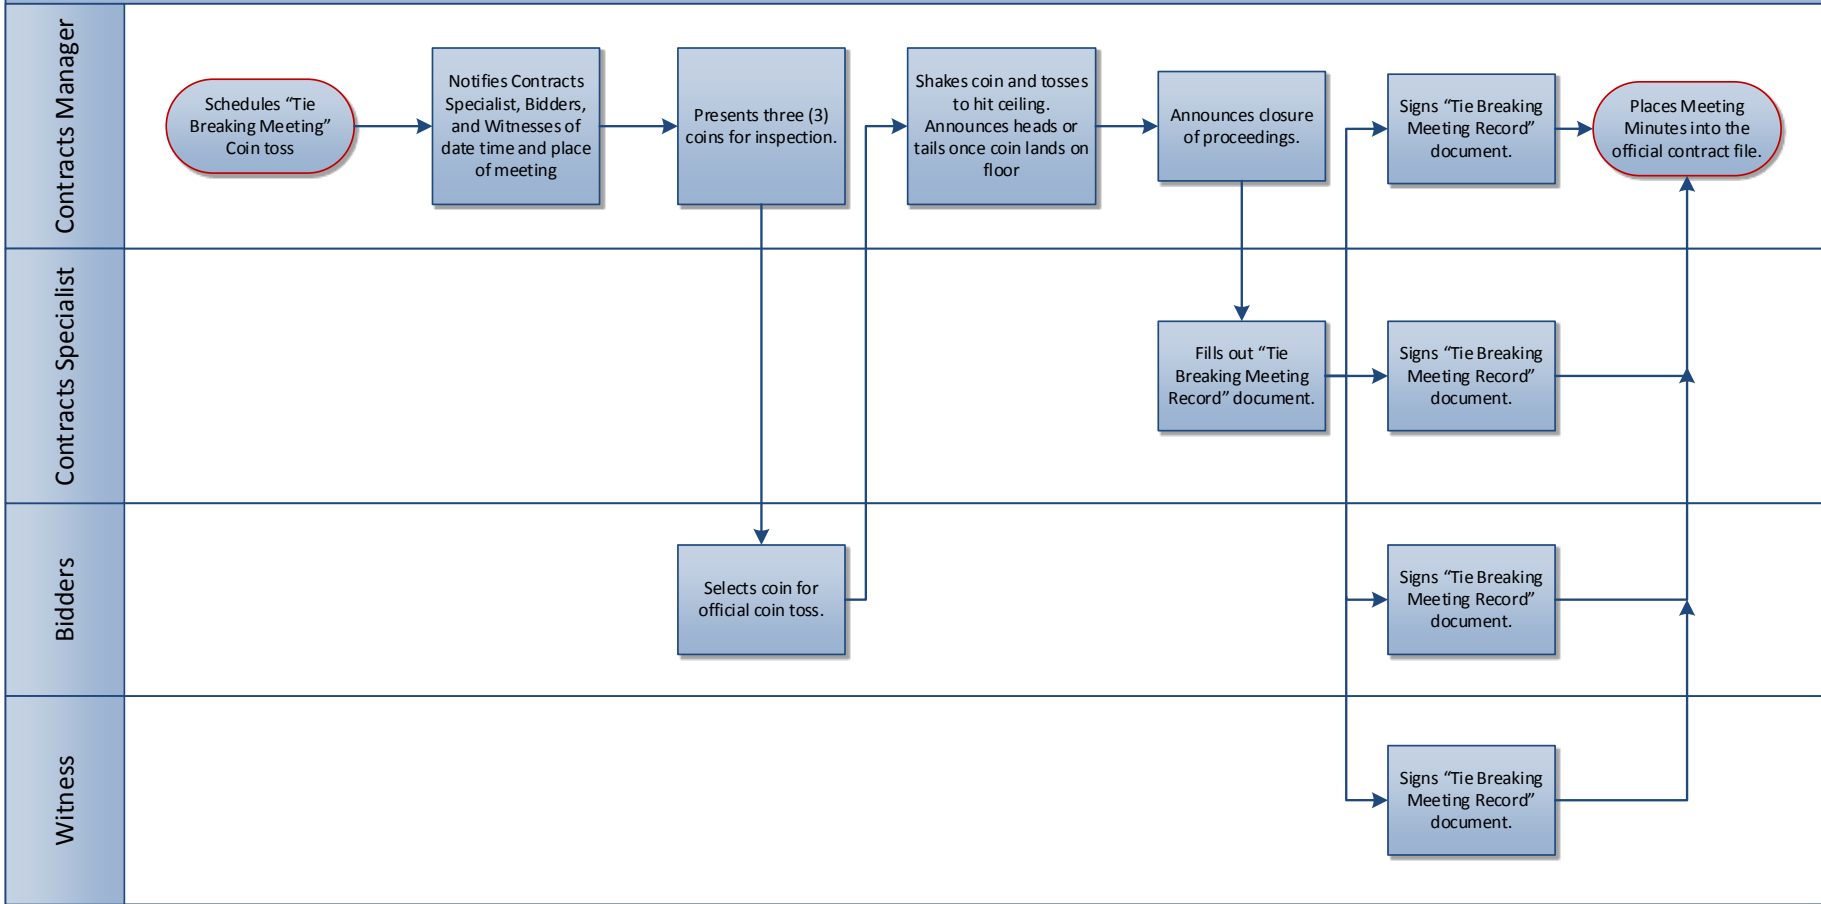 Contracts Manager
Schedules “Tie
Breaking Meeting”
Coin toss
Notifies Contracts
Specialist, Bidders,
and Witnesses of
date time and place
of meeting
Presents three (3)
coins for inspection.
Shakes coin and tosses
to hit ceiling.
Announces heads or
tails once coin lands on
floor
Announces closure
of proceedings.
Signs “Tie Breaking
Meeting Record”
document.
Places Meeting
Minutes into the
official contract file.
Contracts Specialist
Fills out “Tie
Breaking Meeting
Record” document.
Signs “Tie Breaking
Meeting Record”
document.
Bidders
Selects coin for
official coin toss.
Signs “Tie Breaking
Meeting Record”
document.
Witness
Signs “Tie Breaking
Meeting Record”
document.